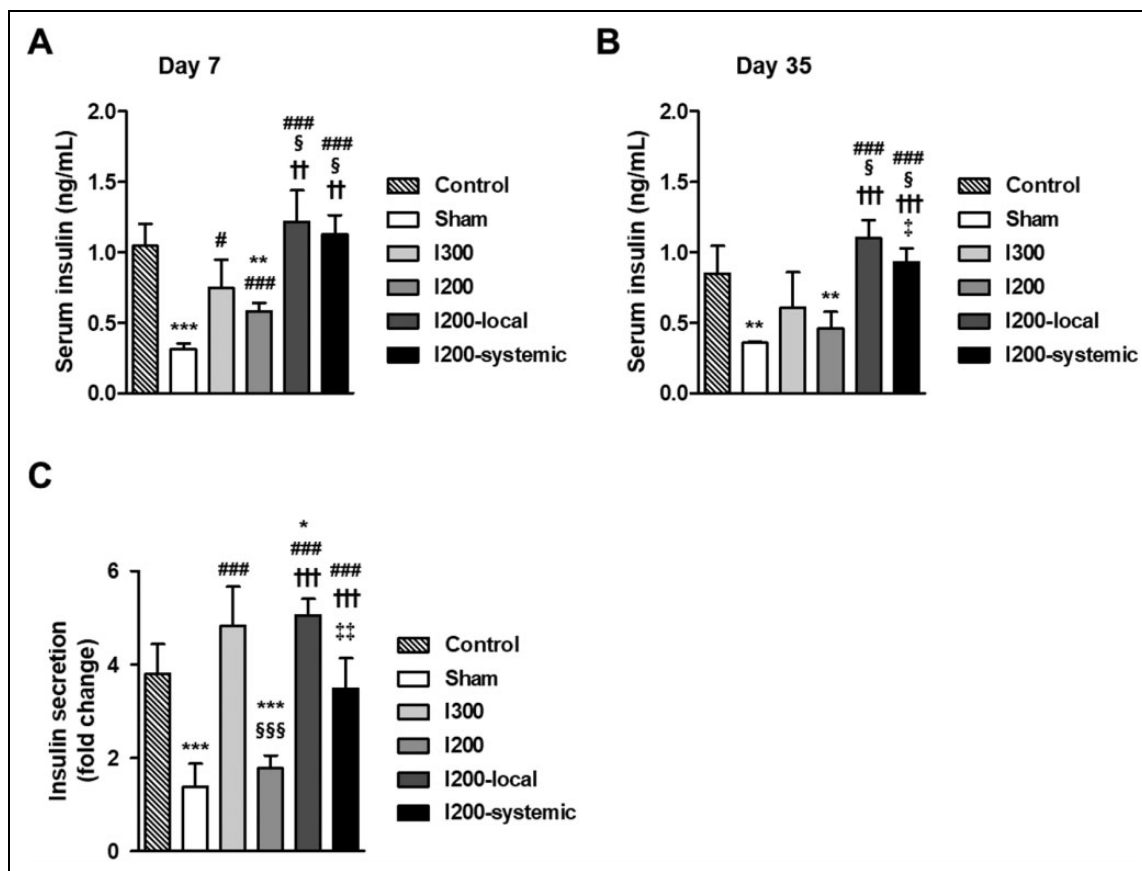 A
Day 7
Serum insulin (ng/mL)
2.0
1.5
1.0
0.5
0.0
***
#
**
###
###
§
††
###
§
††
Control
Sham
I300
I200
I200-local
I200-systemic
B
Day 35
Serum insulin (ng/mL)
2.0
1.5
1.0
0.5
0.0
**
**
###
§
†††
###
§
†††
‡
Control
Sham
I300
I200
I200-local
I200-systemic
C
Insulin secretion
(fold change)
6
4
2
0
***
###
***
§§§
*
###
†††
###
†††
‡‡
Control
Sham
I300
I200
I200-local
I200-systemic